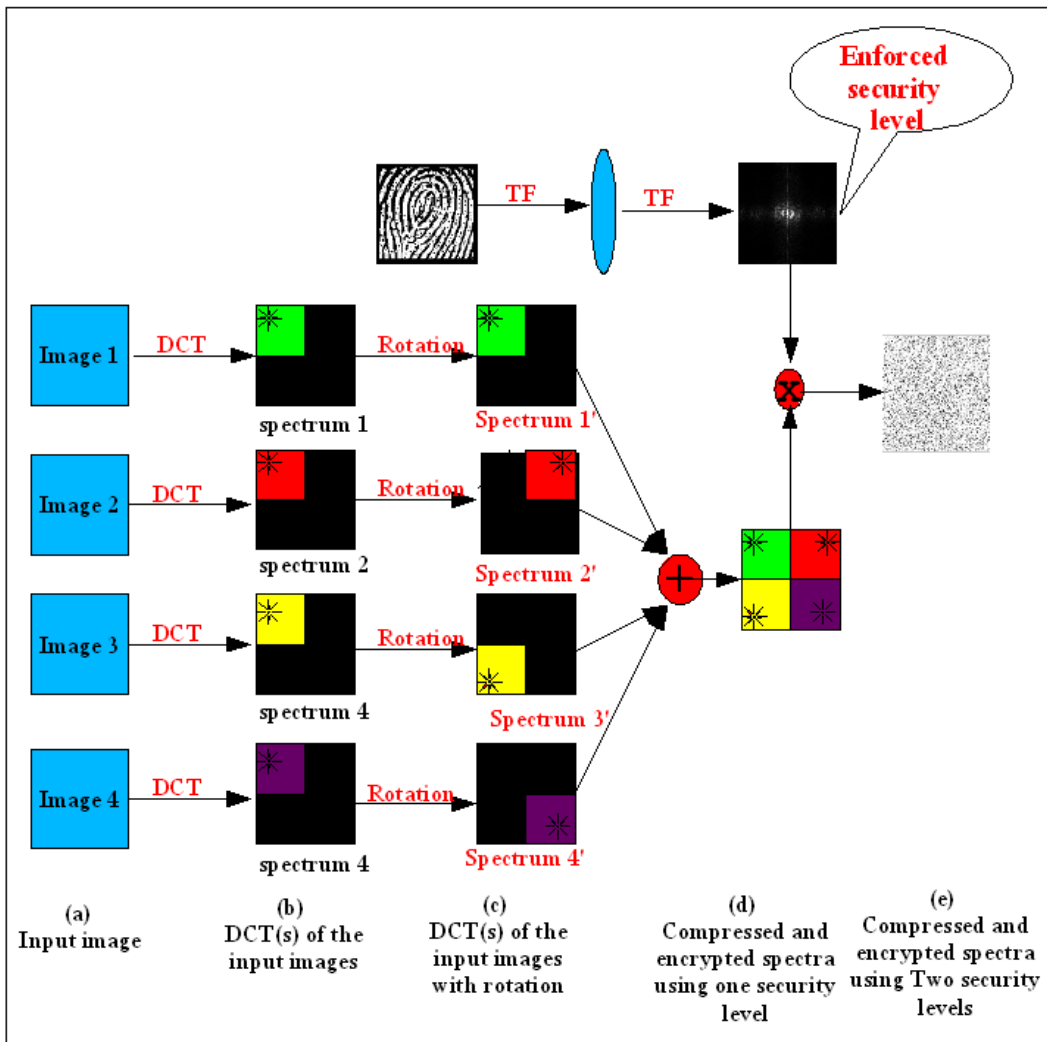 Enforced
security
level
TF
TF
Image 1
DCT
spectrum 1
Rotation
Spectrum 1'
X
Image 2
DCT
spectrum 2
Rotation
Spectrum 2'
+
Image 3
DCT
spectrum 4
Rotation
Spectrum 3'
Image 4
DCT
spectrum 4
Rotation
Spectrum 4'
(a)
Input image
(b)
DCT(s) of the
input images
(c)
DCT(s) of the
input images
with rotation
(d)
Compressed and
encrypted spectra
using one security
level
(e)
Compressed and
encrypted spectra
using Two security
levels